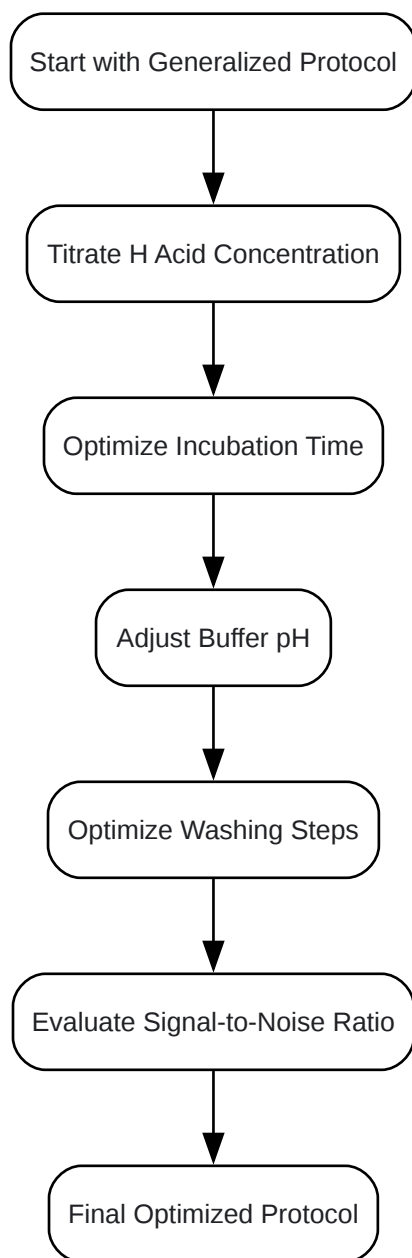 Start with Generalized Protocol
Titrate H Acid Concentration
Optimize Incubation Time
Adjust Buffer pH
Optimize Washing Steps
Evaluate Signal-to-Noise Ratio
Final Optimized Protocol